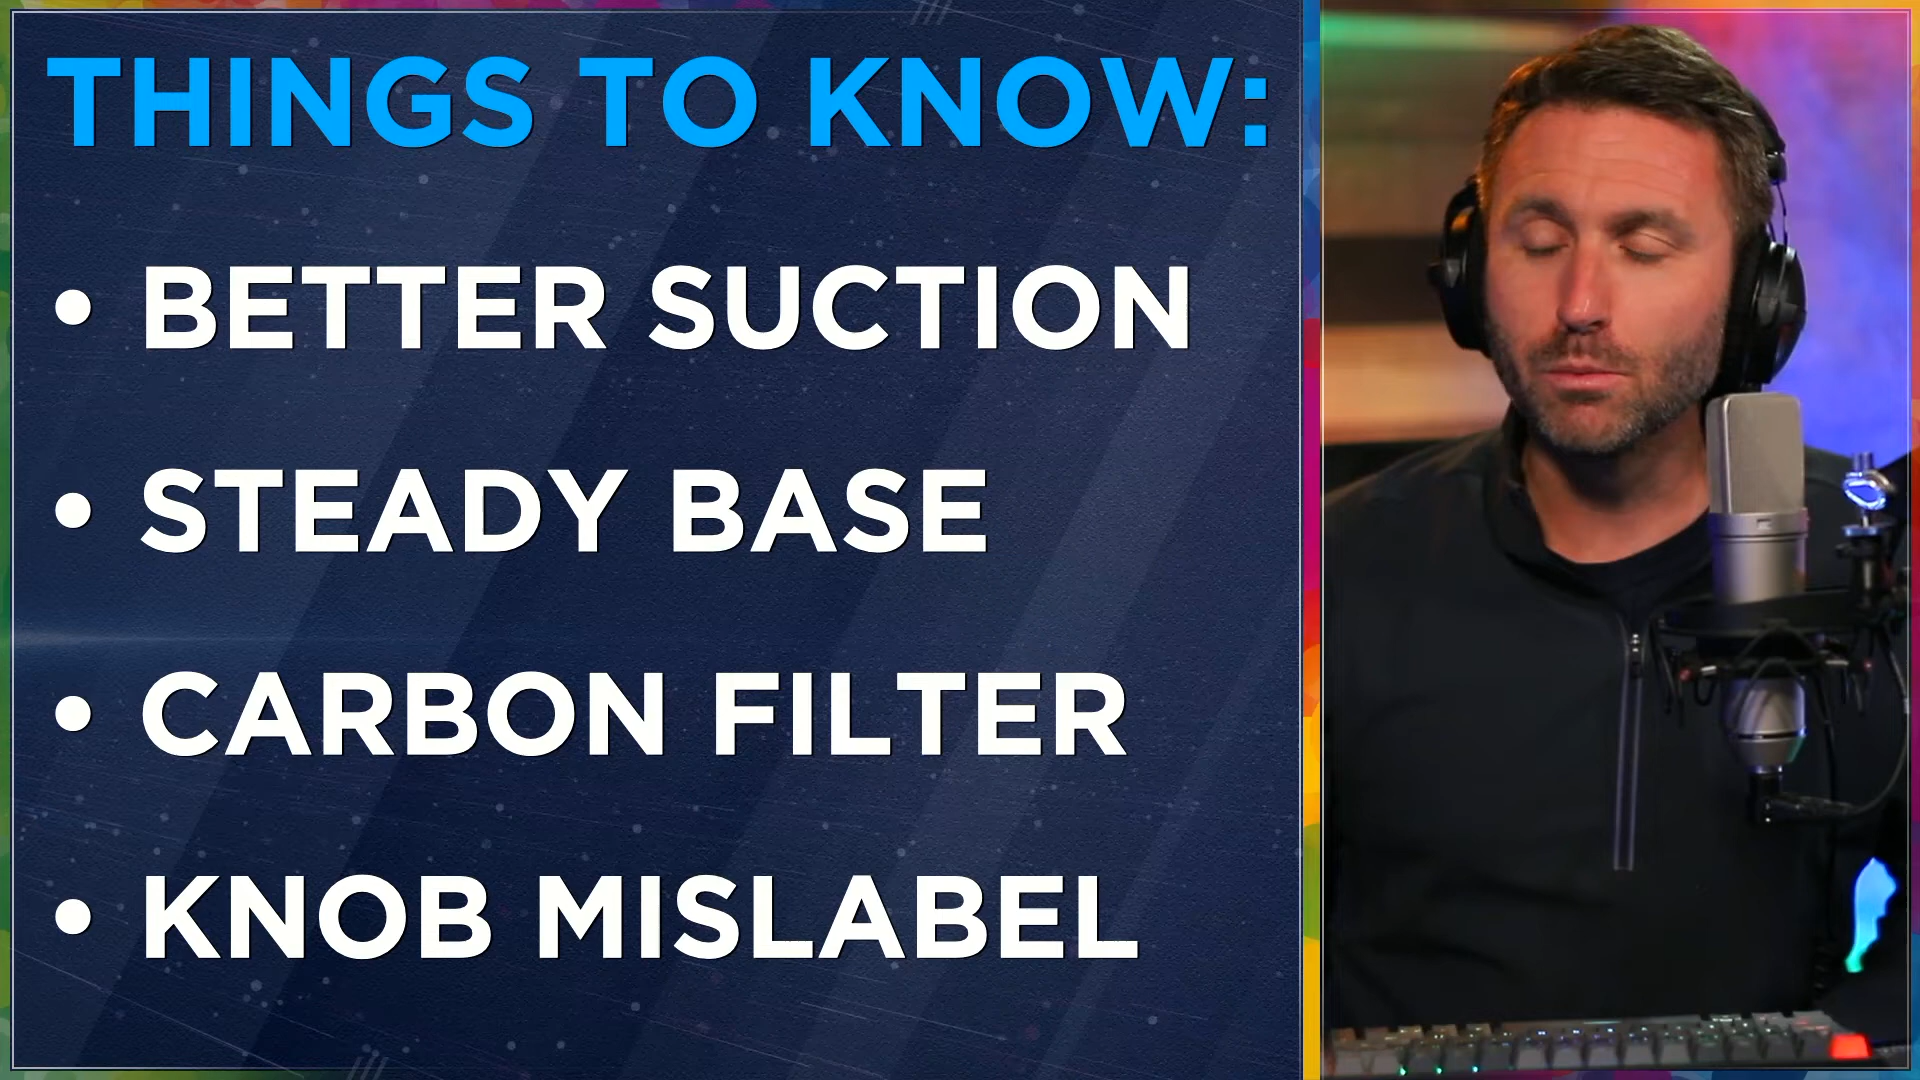 THINGS TO KNOW:
• BETTER SUCTION
• STEADY BASE
• CARBON FILTER
• KNOB MISLABEL